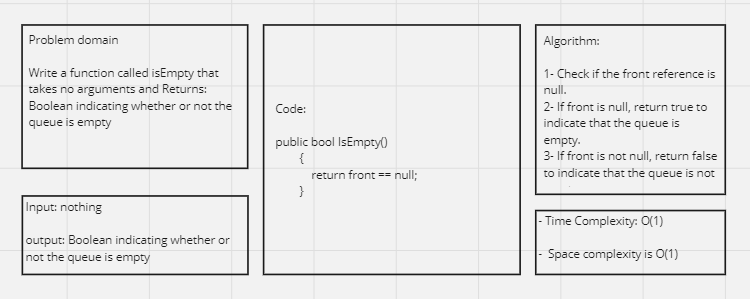 Problem domain
Write a function called isEmpty that
takes no arguments and Returns:
Boolean indicating whether or not the
queue is empty
Input: nothing
output: Boolean indicating whether or
not the queue is empty
Code:
public bool IsEmpty()
{
return front == null;
}
Algorithm:
1- Check if the front reference is
null.
2- If front is null, return true to
indicate that the queue is
empty.
3- If front is not null, return false
to indicate that the queue is not
- Time Complexity: O(1)
- Space complexity is O(1)